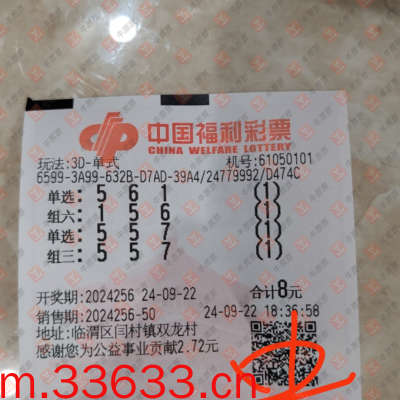 中国福利彩票
CHINA WELFARE LOTTERY
玩法:3D-单式 机号:61050101
6599-3A99-632B-D7AD-39A4/24779992/D474C
单选: 5 6 1 (1)
组六: 1 5 6 (1)
单选: 5 5 7 (1)
组三: 5 5 7 (1)
开奖期:2024256 24-09-22 合计8元
销售期:2024256-50 24-09-22 18:36:58
地址:临渭区闫村镇双龙村
感谢您为公益事业贡献2.72元
m.33633.cn